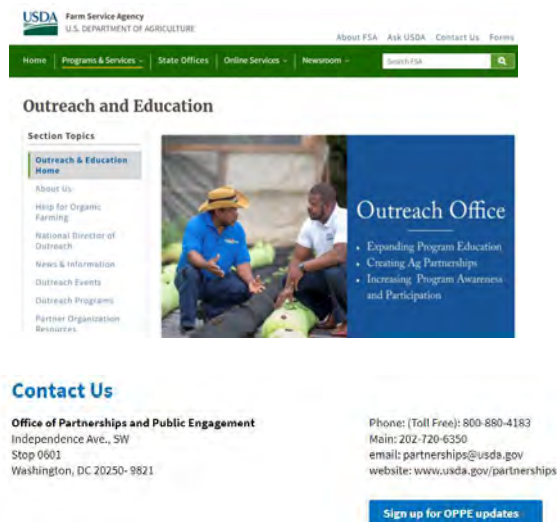 USDA Farm Service Agency
U.S. DEPARTMENT OF AGRICULTURE
About FSA Ask USDA Contact Us Forms
Home Programs & Services State Offices Online Services Newsroom Search FSA
Outreach and Education
Section Topics
Outreach & Education
Home
About Us
Help for Organic
Farming
National Director of
Outreach
News & Information
Outreach Events
Outreach Programs
Partner Organization
Resources
Outreach Office
• Expanding Program Education
• Creating Ag Partnerships
• Increasing Program Awareness
and Participation
Contact Us
Office of Partnerships and Public Engagement
Independence Ave., SW
Stop 0601
Washington, DC 20250- 9821
Phone: (Toll Free): 800-880-4183
Main: 202-720-6350
email: partnerships@usda.gov
website: www.usda.gov/partnerships
Sign up for OPPE updates